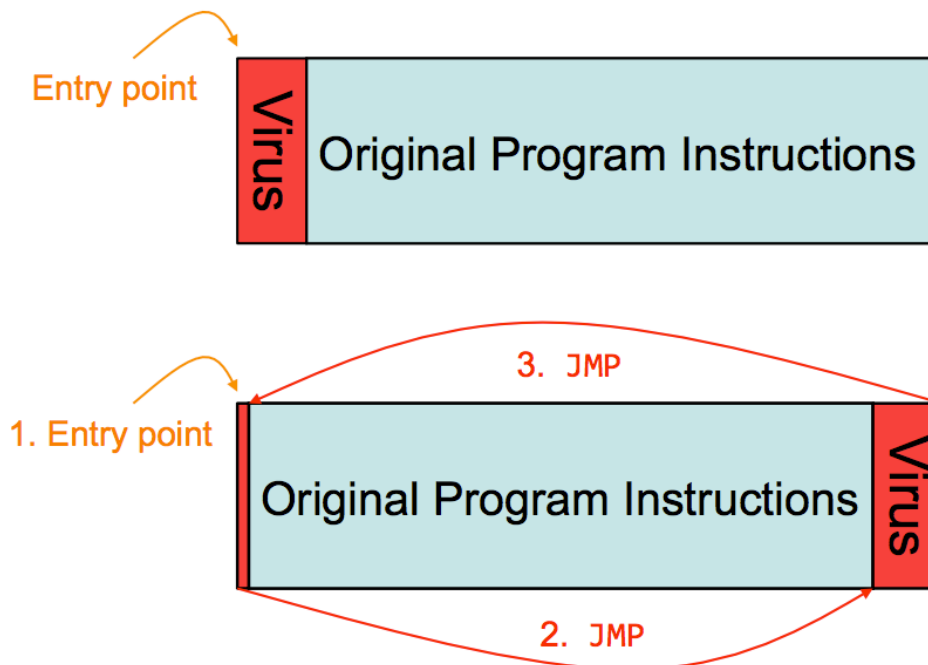 Entry point
Virus
Original Program Instructions
3. JMP
1. Entry point
Original Program Instructions
Virus
2. JMP